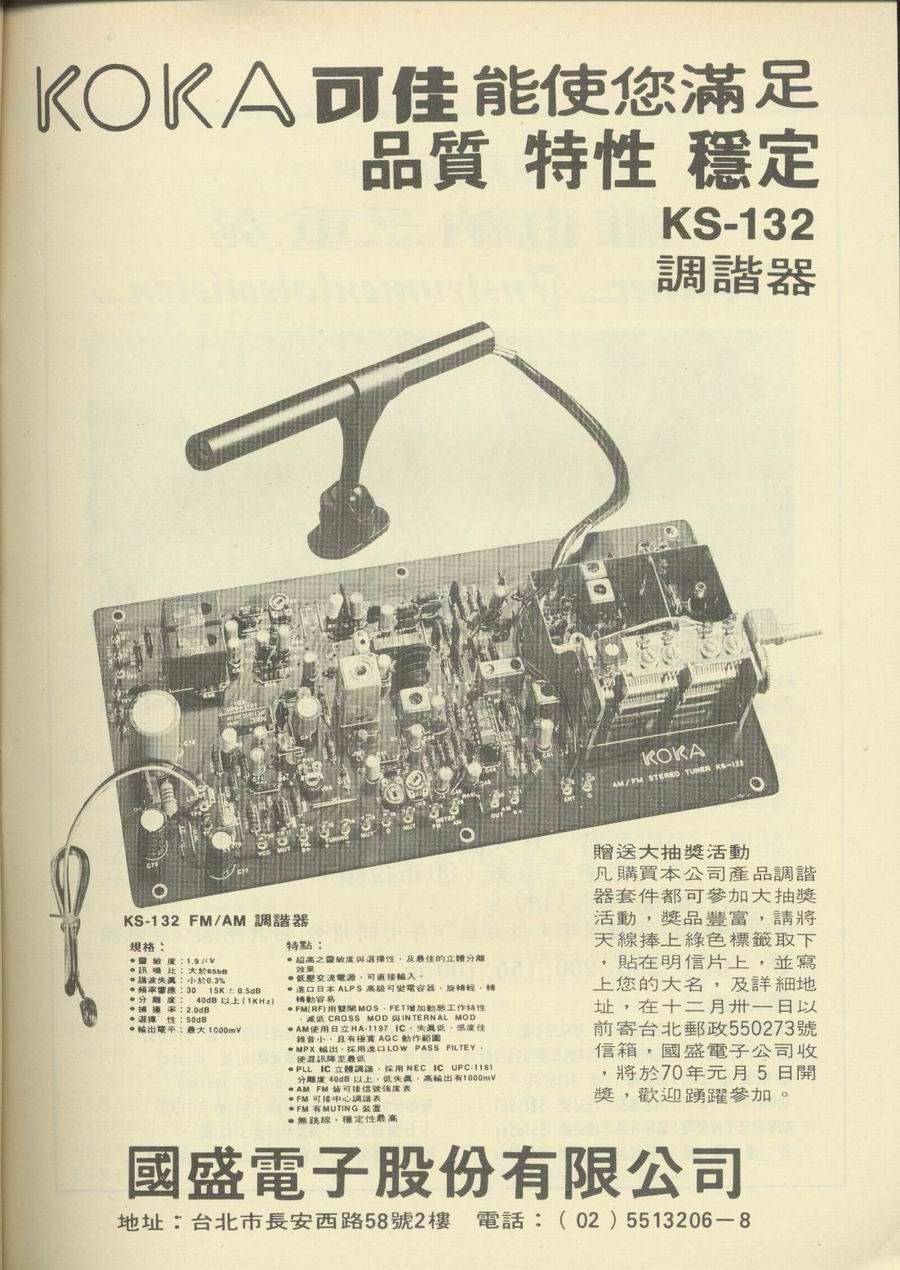 KOKA 可佳 能使您滿足
品質 特性 穩定
KS-132
調諧器
KOKA
AM/FM STEREO TUNER KS-132
贈送大抽獎活動
凡購買本公司產品調諧
器套件都可參加大抽獎
活動，獎品豐富，請將
天線捧上綠色標籤取下
，貼在明信片上，並寫
上您的大名，及詳細地
址，在十二月卅一日以
前寄台北郵政550273號
信箱，國盛電子公司收
，將於70年元月5日開
獎，歡迎踴躍參加。
KS-132 FM/AM 調諧器
規格：
●靈敏度：1.9μV
●訊噪比：大於65bB
●諧波失眞：小於0.3%
●頻率響應：30 15K±0.5dB
●分離度： 40dB以上(1KHz)
●捕捉率：2.0dB
●選擇性：50dB
●輸出電平：最大1000mV
特點：
●超高之靈敏度與選擇性，及最佳的立體分離
效果
●低壓交流電源，可直接輸入。
●進口日本ALPS高級可變電容器，旋轉輕，轉
轉動容易
●FM(RF)用雙閘MOS，FET增加動態工作特性
，減低CROSS MOD與INTERNAL MOD
●AM使用日立HA-1197 IC，失眞低，感度佳
雜音小，且有極寬AGC動作範圍
●MPX輸出，採用進口LOW PASS FILTEY，
使混訊降至最低
●PLL IC立體調諧，採用NEC IC UPC-1161
分離度40dB以上，低失眞，高輸出有1000mV
●AM FM皆可接信號強度表
●FM可接中心調諧表
●FM有MUTING裝置
●無跳線，穩定性最高
國盛電子股份有限公司
地址：台北市長安西路58號2樓 電話：(02)5513206－8